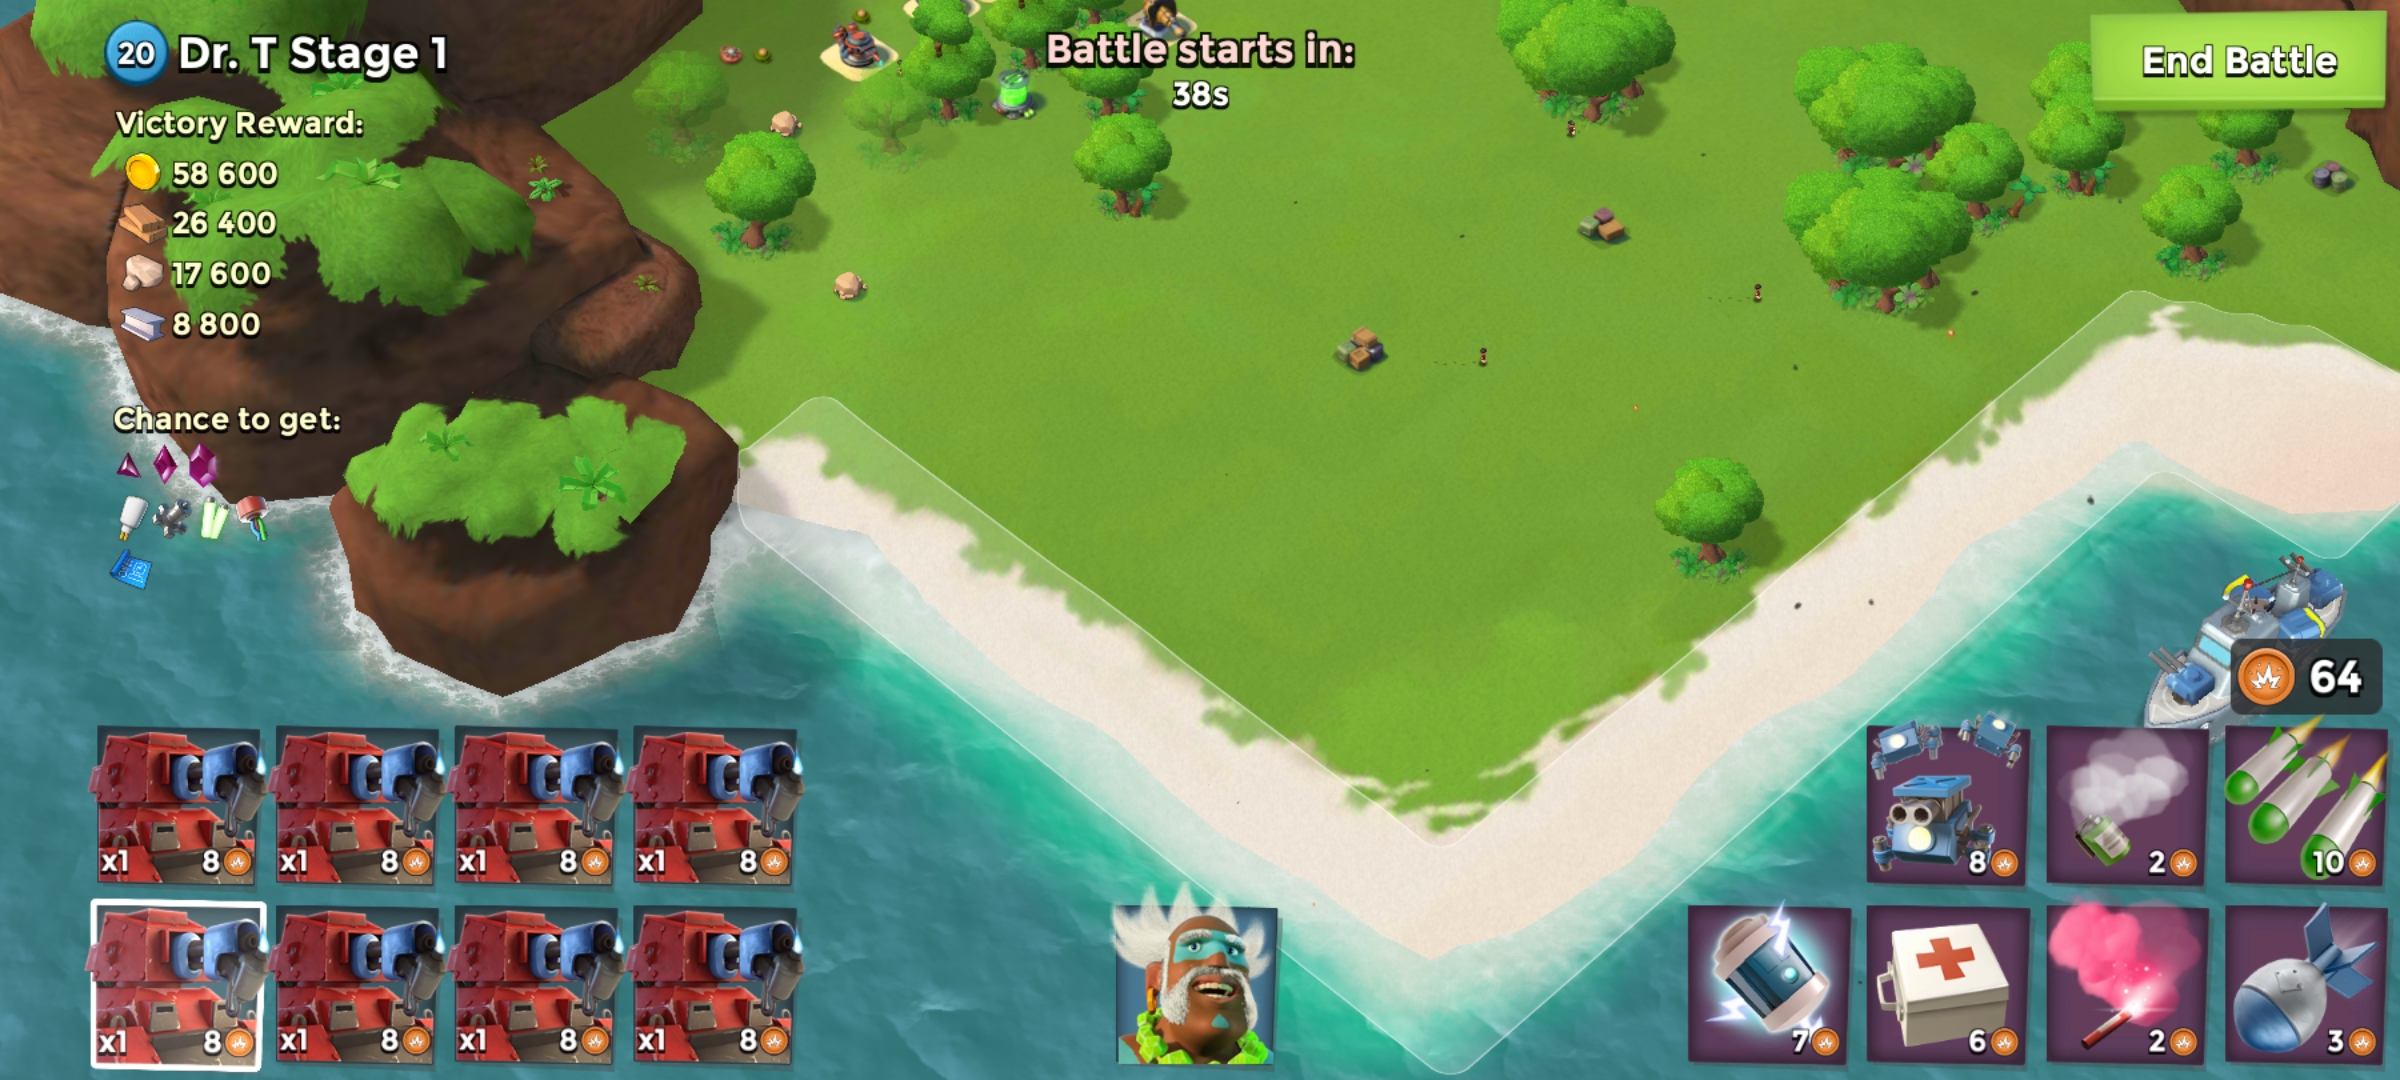 20 Dr. T Stage 1
Battle starts in:
38s
End Battle
Victory Reward:
58 600
26 400
17 600
8 800
Chance to get:
64
x1 8 x1 8 x1 8 x1 8
8 2 10
x1 8 x1 8 x1 8 x1 8
7 6 2 3